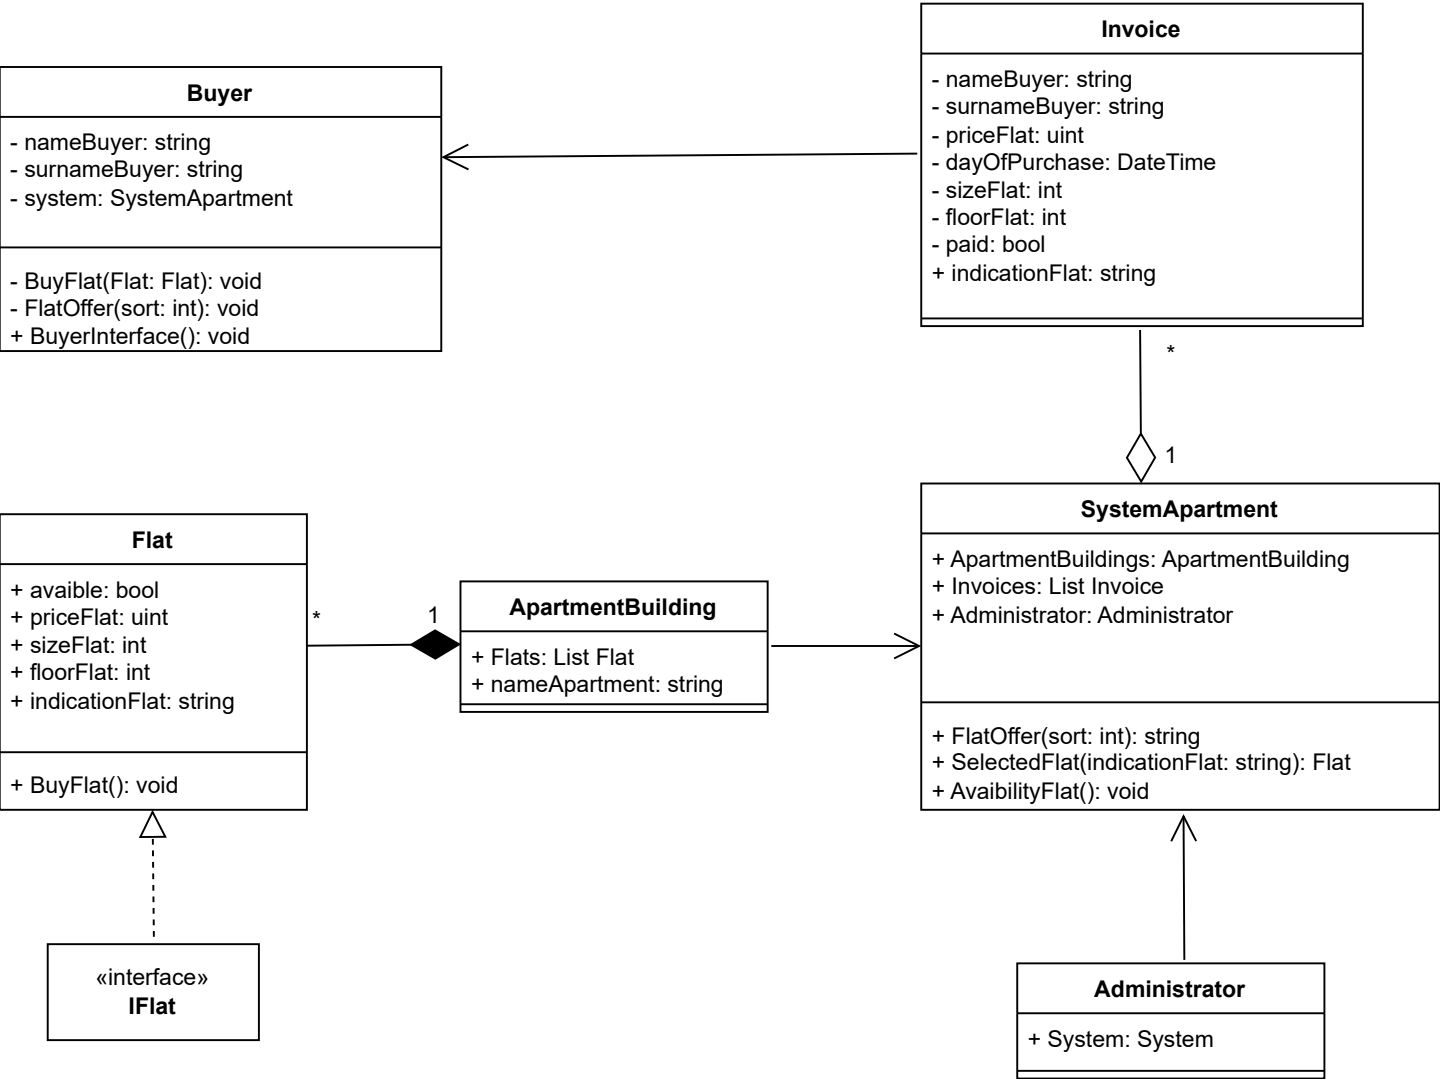 Invoice
- nameBuyer: string
- surnameBuyer: string
- priceFlat: uint
- dayOfPurchase: DateTime
- sizeFlat: int
- floorFlat: int
- paid: bool
+ indicationFlat: string
Buyer
- nameBuyer: string
- surnameBuyer: string
- system: SystemApartment
- BuyFlat(Flat: Flat): void
- FlatOffer(sort: int): void
+ BuyerInterface(): void
*
1
SystemApartment
+ ApartmentBuildings: ApartmentBuilding
+ Invoices: List Invoice
+ Administrator: Administrator
+ FlatOffer(sort: int): string
+ SelectedFlat(indicationFlat: string): Flat
+ AvaibilityFlat(): void
Flat
+ avaible: bool
+ priceFlat: uint
+ sizeFlat: int
+ floorFlat: int
+ indicationFlat: string
+ BuyFlat(): void
*
1
ApartmentBuilding
+ Flats: List Flat
+ nameApartment: string
«interface»
IFlat
Administrator
+ System: System